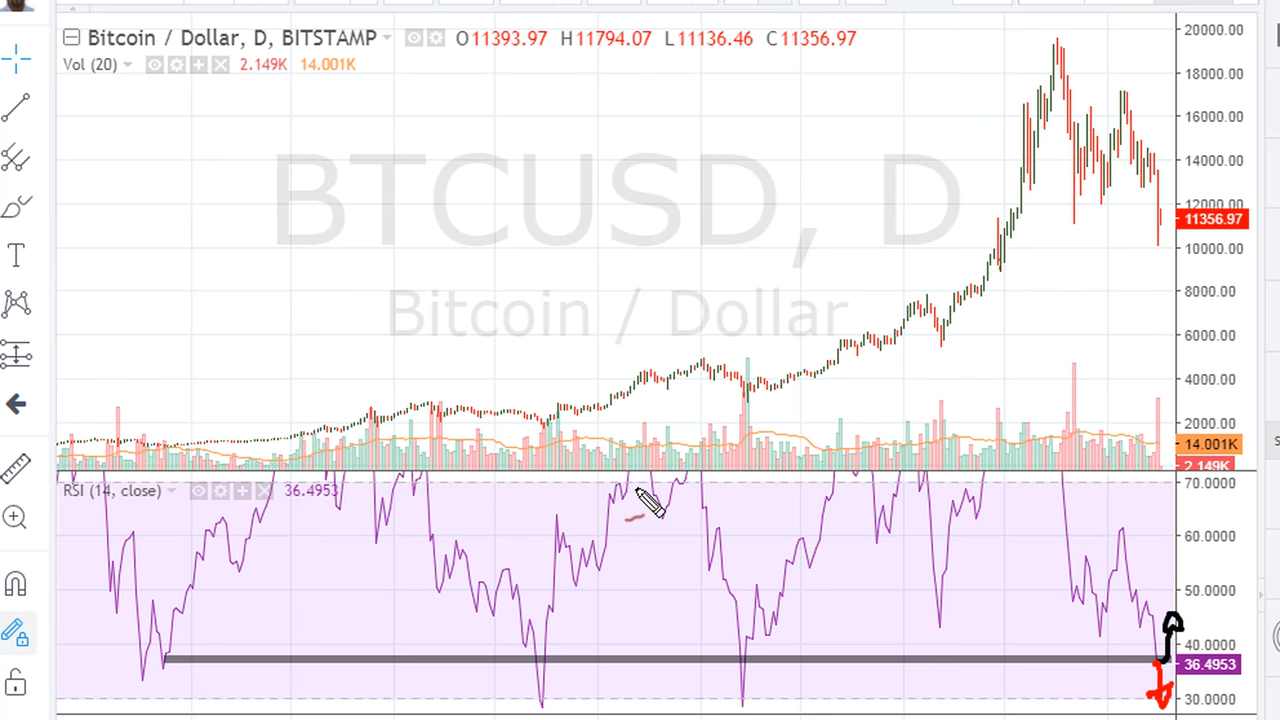 Bitcoin / Dollar, D, BITSTAMP O11393.97 H11794.07 L11136.46 C11356.97
Vol (20) 2.149K 14.001K
BTCUSD, D
Bitcoin / Dollar
20000.00
18000.00
16000.00
14000.00
12000.00
11356.97
10000.00
8000.00
6000.00
4000.00
2000.00
14.001K
2.149K
RSI (14, close) 36.4953
70.0000
60.0000
50.0000
40.0000
36.4953
30.0000
T